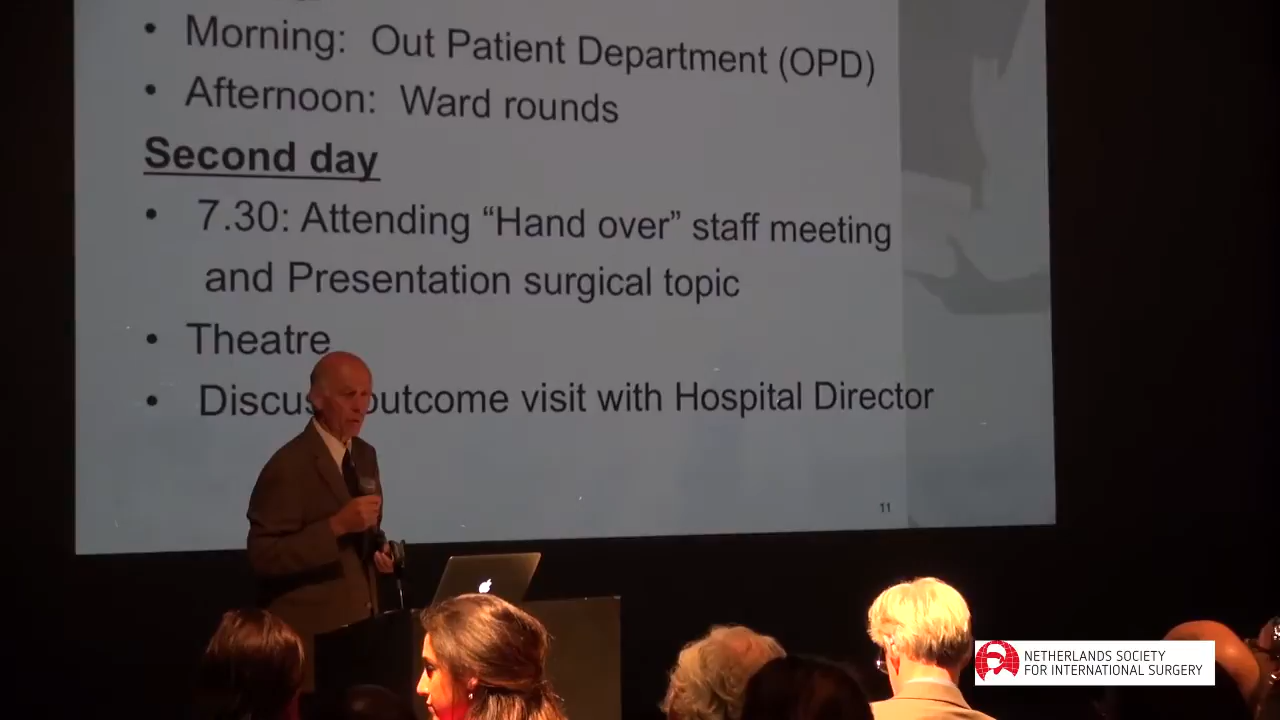 • Morning: Out Patient Department (OPD)
• Afternoon: Ward rounds
Second day
• 7.30: Attending “Hand over” staff meeting
and Presentation surgical topic
• Theatre
• outcome visit with Hospital Director
11
NETHERLANDS SOCIETY
FOR INTERNATIONAL SURGERY